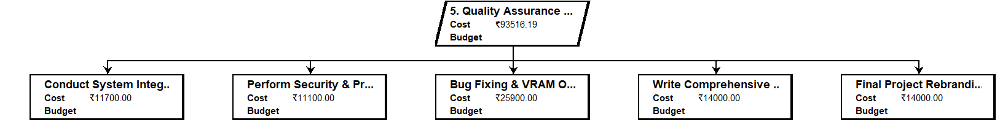 5. Quality Assurance ...
Cost ₹93516.19
Budget
Conduct System Integ..
Cost ₹11700.00
Budget
Perform Security & Pr...
Cost ₹11100.00
Budget
Bug Fixing & VRAM O...
Cost ₹25900.00
Budget
Write Comprehensive ..
Cost ₹14000.00
Budget
Final Project Rebrandi...
Cost ₹14000.00
Budget